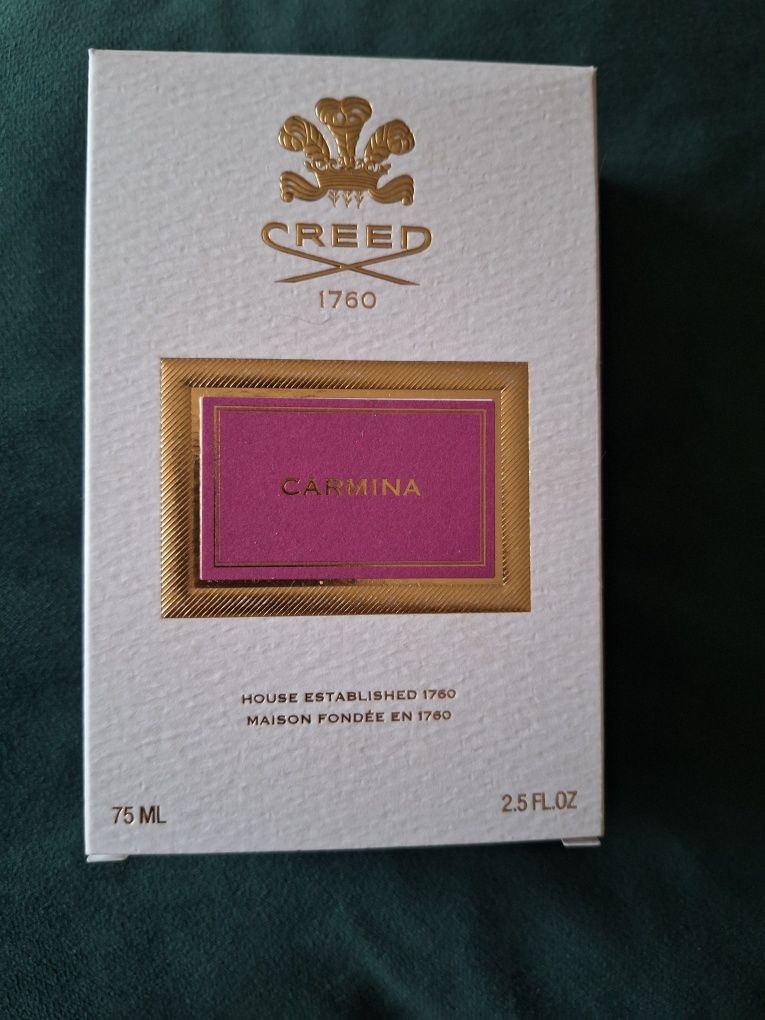 CREED
1760
CARMINA
HOUSE ESTABLISHED 1760
MAISON FONDÉE EN 1760
75 ML
2.5 FL.OZ